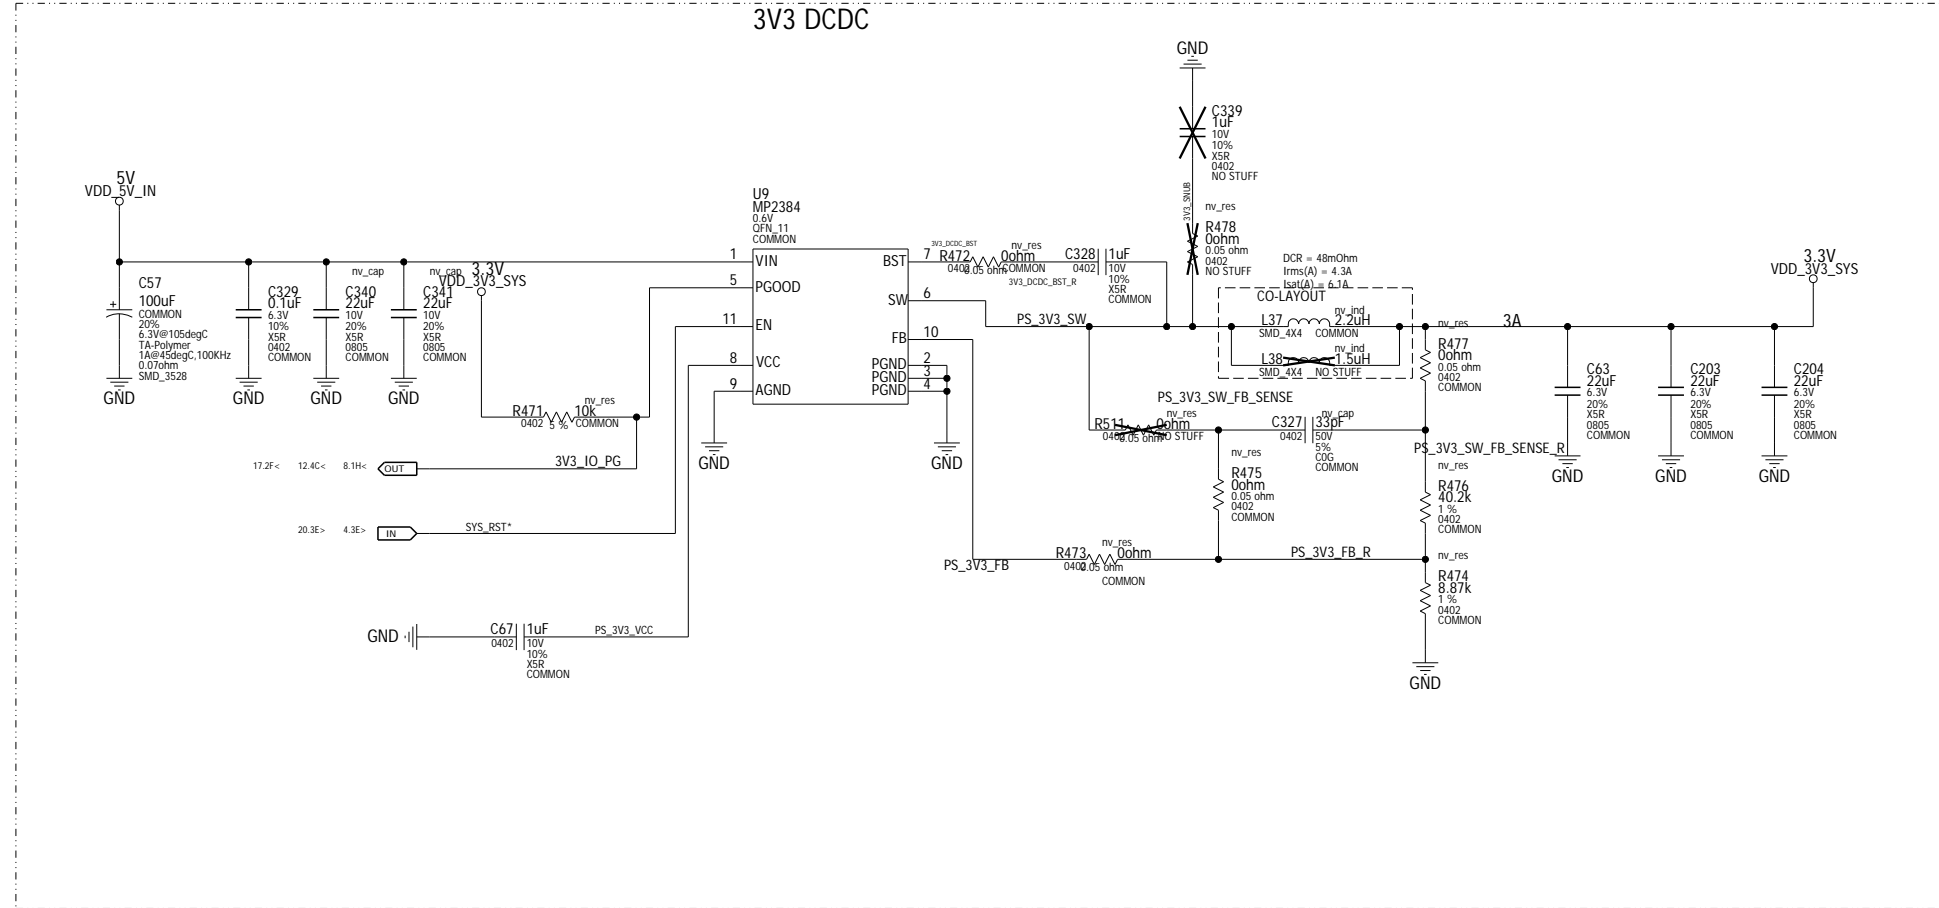 3V3 DCDC
GND
C339
1uF
10V
10%
X5R
0402
NO STUFF
3V3_SNUB
nv_res
R478
0ohm
0.05 ohm
0402
NO STUFF
5V
VDD_5V_IN
C57
100uF
COMMON
20%
6.3V@105degC
TA-Polymer
1A@45degC,100KHz
0.07ohm
SMD_3528
+
GND
C329
0.1uF
6.3V
10%
X5R
0402
COMMON
GND
nv_cap
C340
22uF
10V
20%
X5R
0805
COMMON
GND
nv_cap
C341
22uF
10V
20%
X5R
0805
COMMON
GND
3.3V
VDD_3V3_SYS
R471
10k
nv_res
0402
5 %
COMMON
U9
MP2384
0.6V
QFN_11
COMMON
1
VIN
5
PGOOD
11
EN
8
VCC
9
AGND
BST
7
SW
6
FB
10
PGND
2
PGND
3
PGND
4
GND
GND
3V3_DCDC_BST
R472
0ohm
nv_res
0402
0.05 ohm
COMMON
3V3_DCDC_BST_R
C328
1uF
0402
10V
10%
X5R
COMMON
PS_3V3_SW
DCR = 48mOhm
Irms(A) = 4.3A
Isat(A) = 6.1A
CO-LAYOUT
nv_ind
L37
2.2uH
SMD_4X4
COMMON
nv_ind
L38
1.5uH
SMD_4X4
NO STUFF
nv_res
R477
0ohm
0.05 ohm
0402
COMMON
3A
3.3V
VDD_3V3_SYS
C63
22uF
6.3V
20%
X5R
0805
COMMON
GND
C203
22uF
6.3V
20%
X5R
0805
COMMON
GND
C204
22uF
6.3V
20%
X5R
0805
COMMON
GND
PS_3V3_SW_FB_SENSE
R511
0ohm
nv_res
0402
0.05 ohm
NO STUFF
C327
33pF
nv_cap
0402
50V
5%
C0G
COMMON
PS_3V3_SW_FB_SENSE_R
nv_res
R475
0ohm
0.05 ohm
0402
COMMON
nv_res
R476
40.2k
1 %
0402
COMMON
17.2F<
12.4C<
8.1H<
OUT
3V3_IO_PG
20.3E>
4.3E>
IN
SYS_RST*
PS_3V3_FB
R473
0ohm
nv_res
0402
0.05 ohm
COMMON
PS_3V3_FB_R
nv_res
R474
8.87k
1 %
0402
COMMON
GND
GND
C67
1uF
0402
10V
10%
X5R
COMMON
PS_3V3_VCC